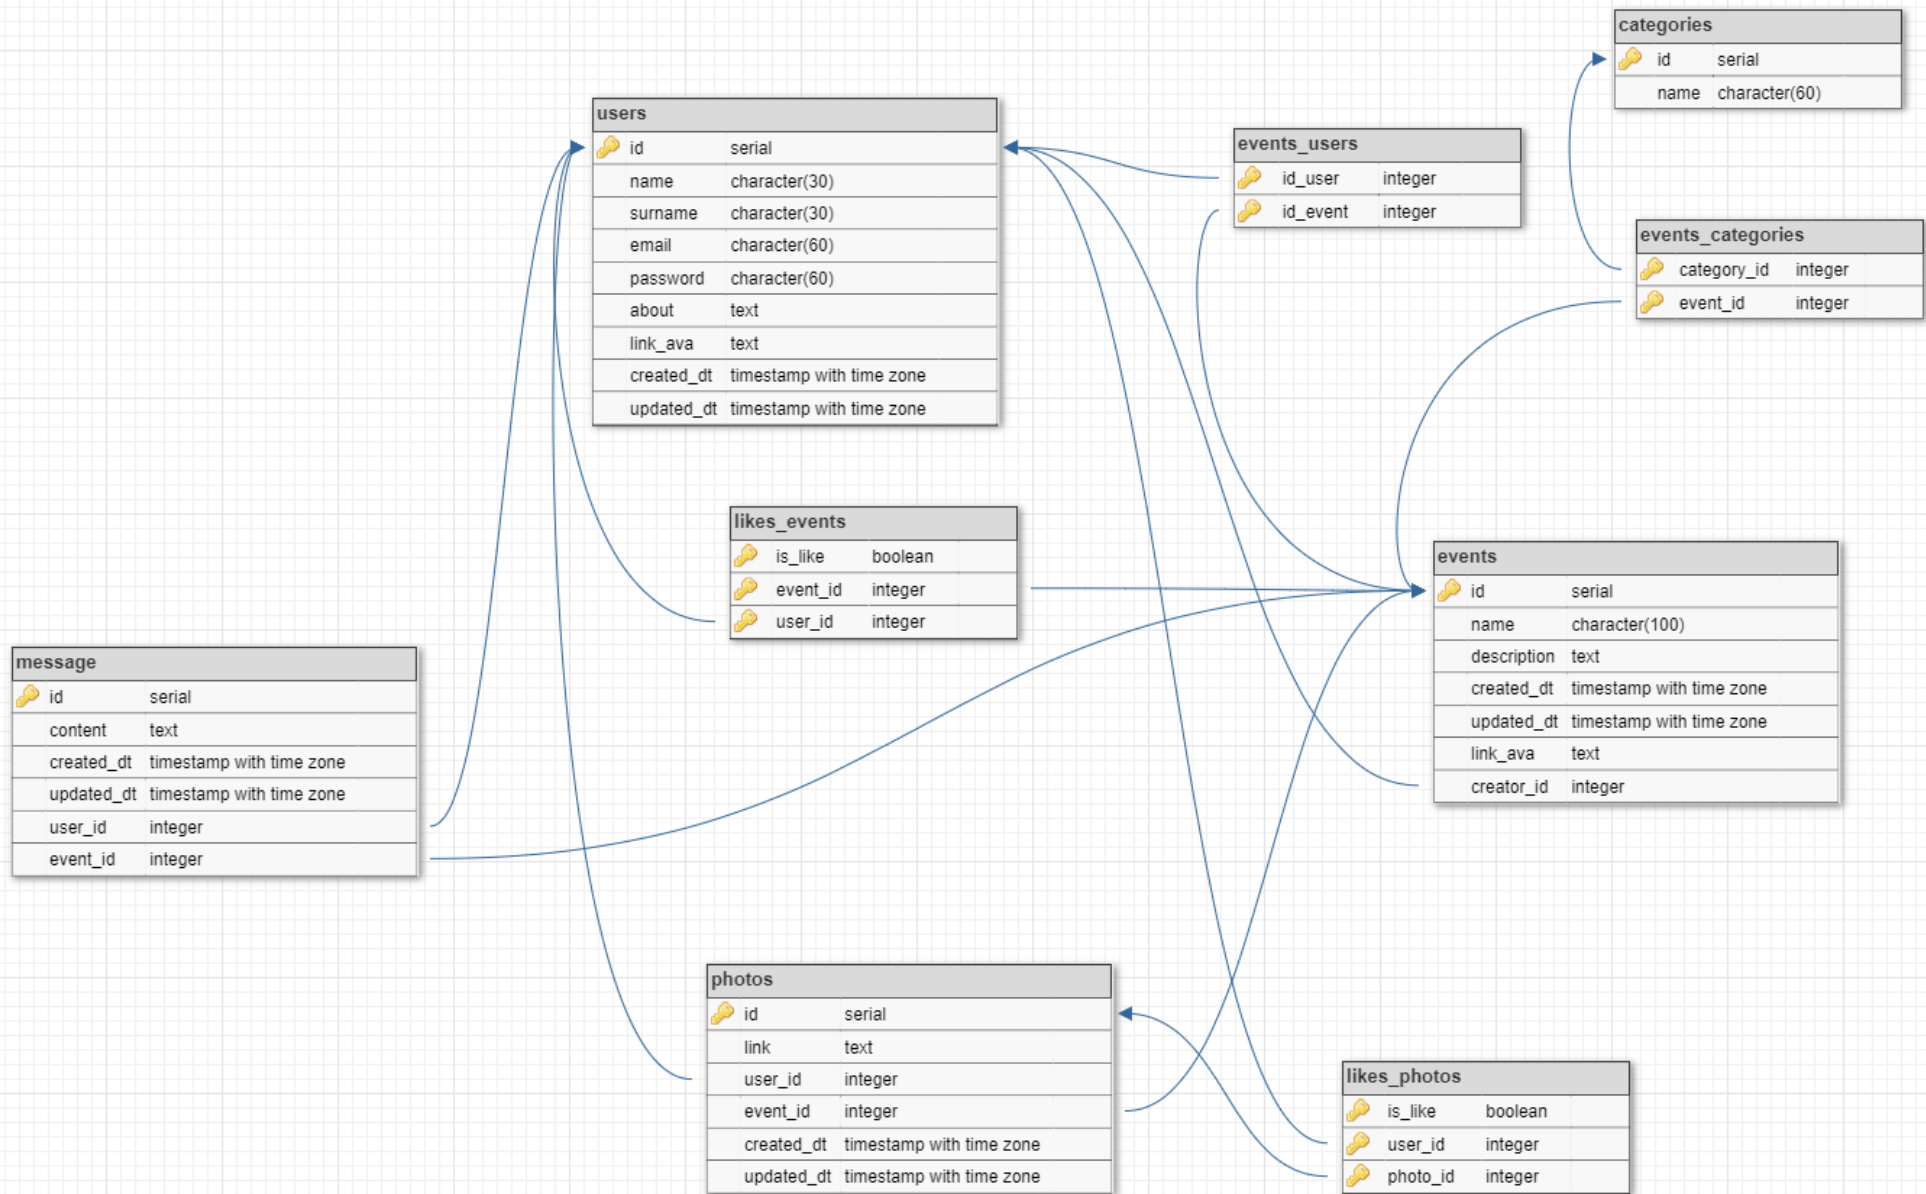 categories
id serial
name character(60)
users
id serial
name character(30)
surname character(30)
email character(60)
password character(60)
about text
link_ava text
created_dt timestamp with time zone
updated_dt timestamp with time zone
events_users
id_user integer
id_event integer
events_categories
category_id integer
event_id integer
likes_events
is_like boolean
event_id integer
user_id integer
events
id serial
name character(100)
description text
created_dt timestamp with time zone
updated_dt timestamp with time zone
link_ava text
creator_id integer
message
id serial
content text
created_dt timestamp with time zone
updated_dt timestamp with time zone
user_id integer
event_id integer
photos
id serial
link text
user_id integer
event_id integer
created_dt timestamp with time zone
updated_dt timestamp with time zone
likes_photos
is_like boolean
user_id integer
photo_id integer